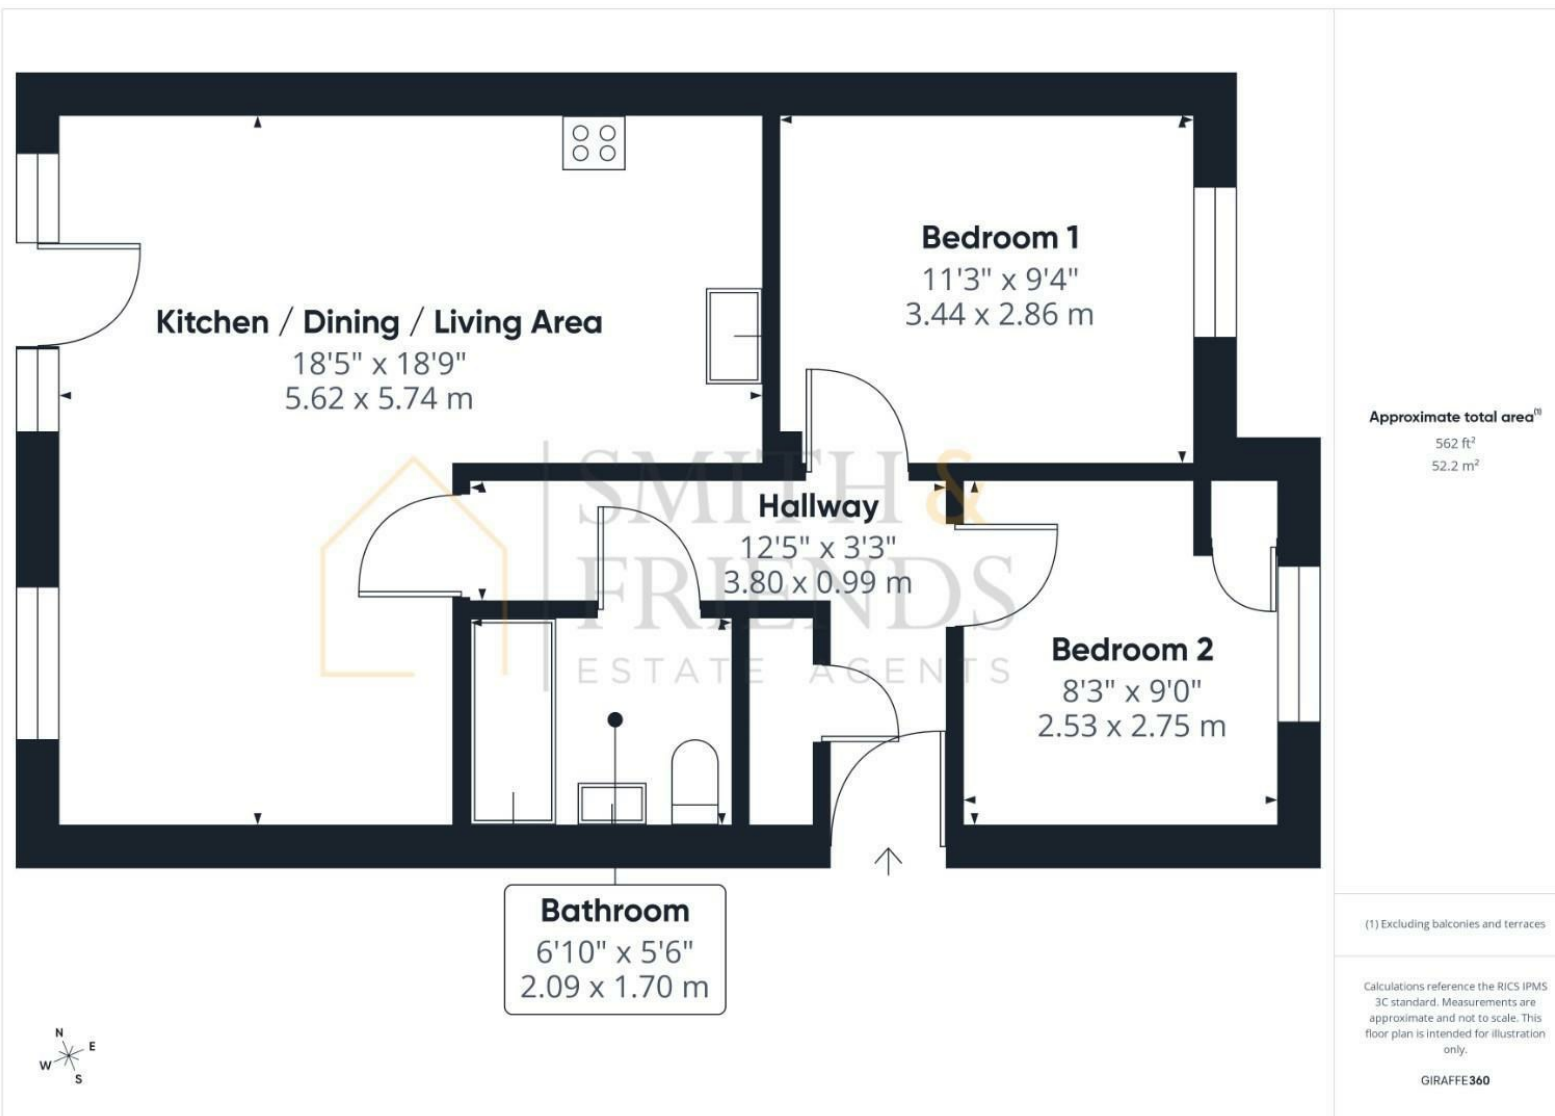 Kitchen / Dining / Living Area
18'5" x 18'9"
5.62 x 5.74 m
Bedroom 1
11'3" x 9'4"
3.44 x 2.86 m
Hallway
12'5" x 3'3"
3.80 x 0.99 m
SMITH &
FRIENDS
ESTATE AGENTS
Bedroom 2
8'3" x 9'0"
2.53 x 2.75 m
Bathroom
6'10" x 5'6"
2.09 x 1.70 m
N
E
W
S
Approximate total area(1)
562 ft²
52.2 m²
(1) Excluding balconies and terraces
Calculations reference the RICS IPMS
3C standard. Measurements are
approximate and not to scale. This
floor plan is intended for illustration
only.
GIRAFFE360